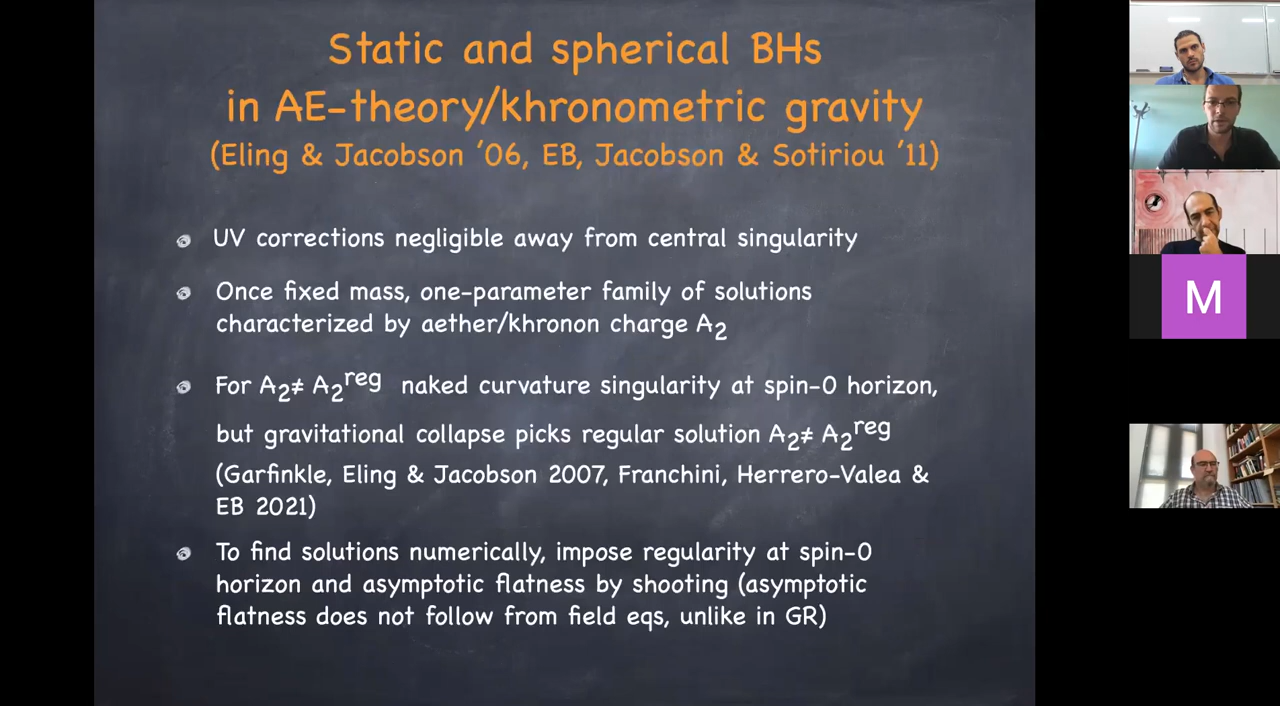 Static and spherical BHs
in AE-theory/khronometric gravity
(Eling & Jacobson '06, EB, Jacobson & Sotiriou '11)
UV corrections negligible away from central singularity
Once fixed mass, one-parameter family of solutions
characterized by aether/khronon charge A₂
For A₂≠ A₂ʳᵉᵍ naked curvature singularity at spin-0 horizon,
but gravitational collapse picks regular solution A₂≠ A₂ʳᵉᵍ
(Garfinkle, Eling & Jacobson 2007, Franchini, Herrero-Valea &
EB 2021)
To find solutions numerically, impose regularity at spin-0
horizon and asymptotic flatness by shooting (asymptotic
flatness does not follow from field eqs, unlike in GR)
M